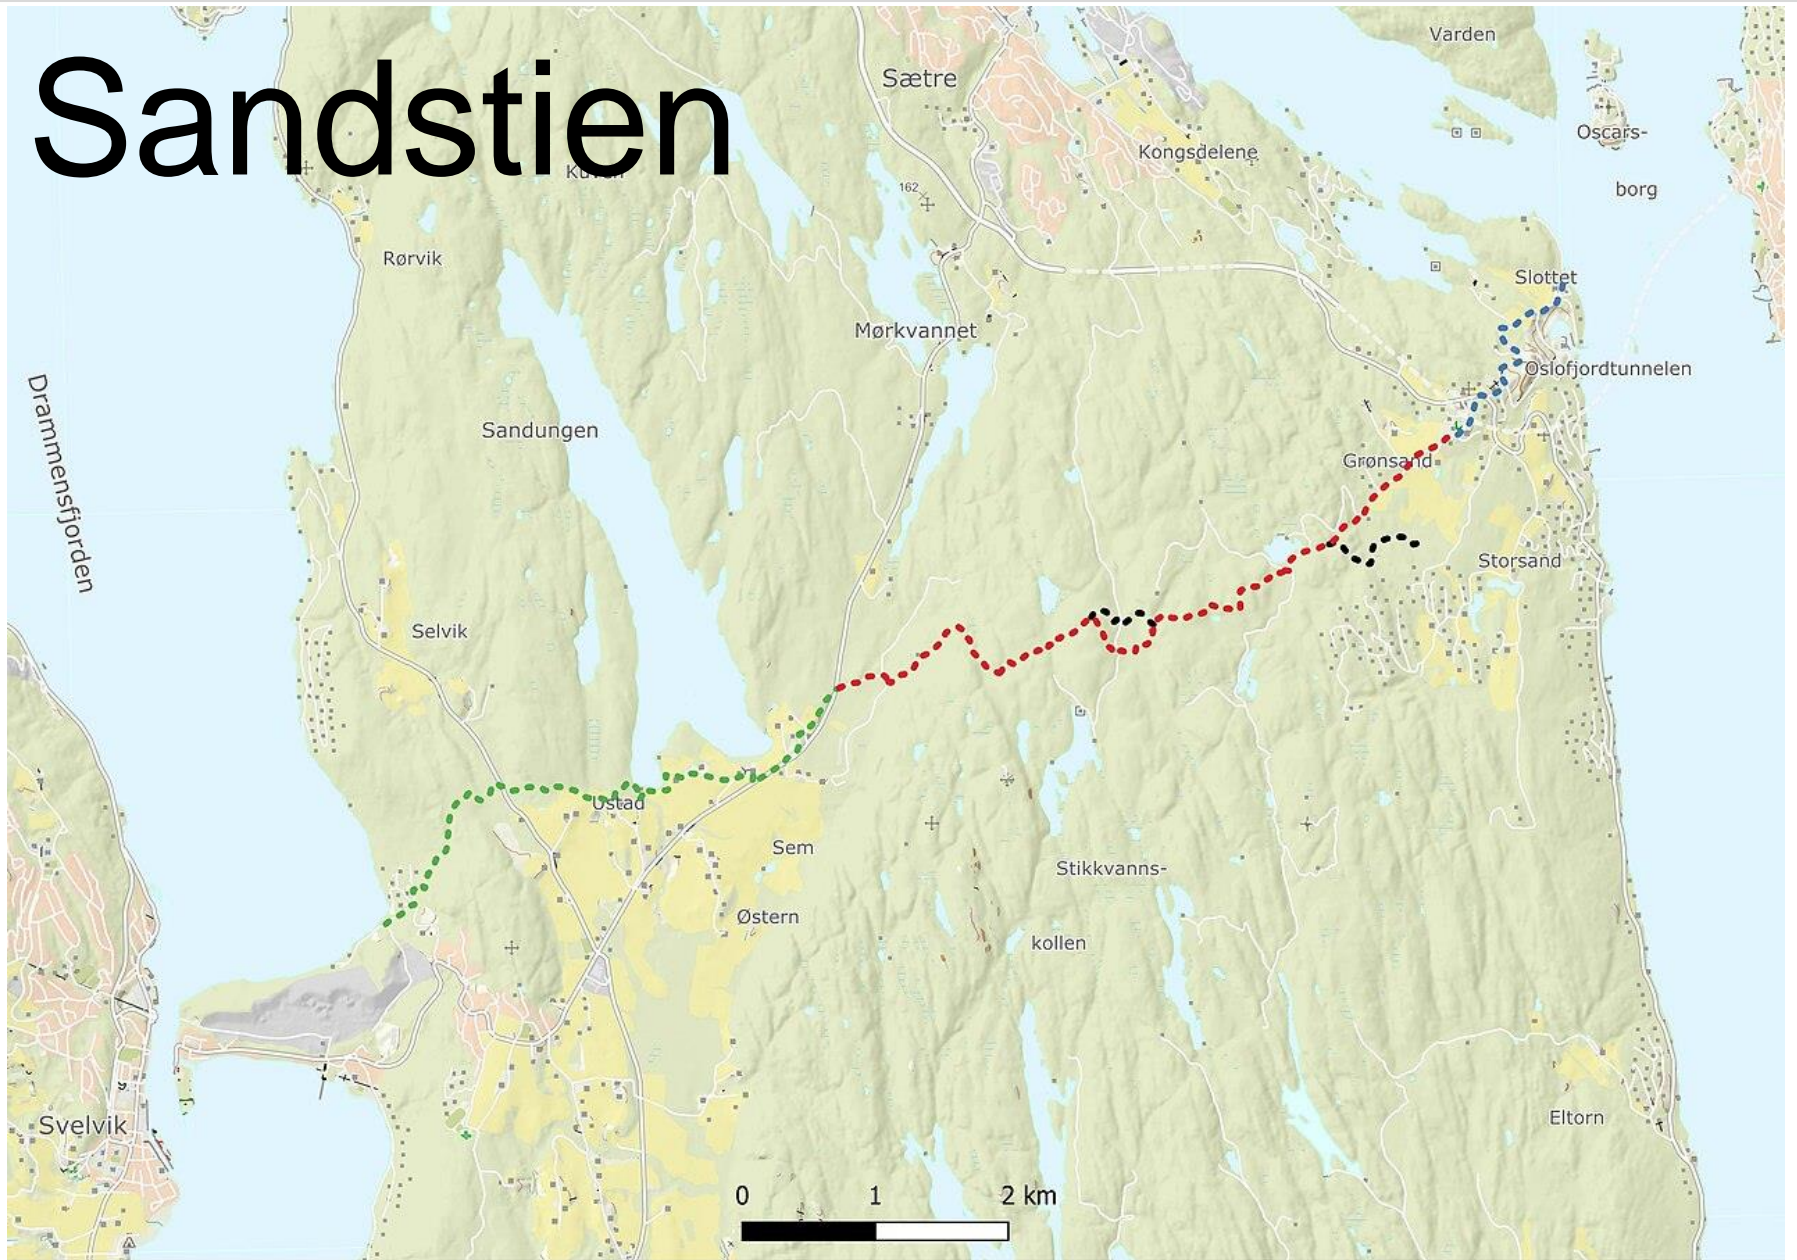 Sandstien
Varden
Sætre
Oscars-
borg
Kongsdelene
162
Rørvik
Slottet
Mørkvannet
Oslofjordtunnelen
Drammensfjorden
Sandungen
Grønsand
Storsand
Selvik
Ustad
Sem
Stikkvanns-
kollen
Østern
Eltorn
Svelvik
0 1 2 km